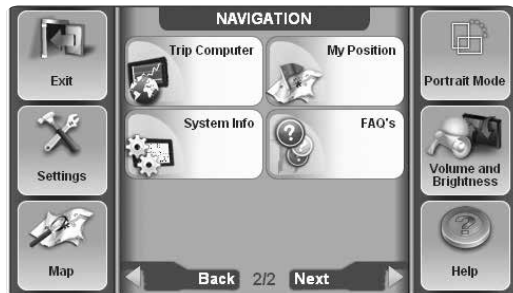 NAVIGATION
Exit
Trip Computer
My Position
Portrait Mode
Settings
System Info
FAQ's
Volume and
Brightness
Map
Back 2/2 Next
Help